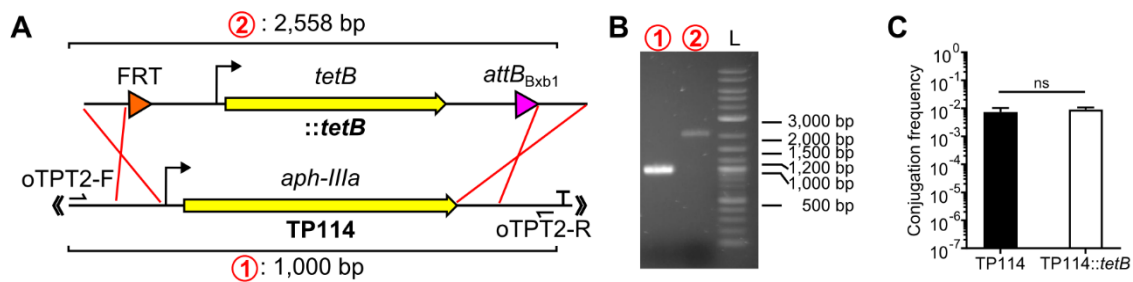 A
② : 2,558 bp
FRT
tetB
attB Bxb1
::tetB
oTPT2-F
aph-IIIa
TP114
oTPT2-R
① : 1,000 bp
B
① ② L
3,000 bp
2,000 bp
1,500 bp
1,200 bp
1,000 bp
500 bp
C
Conjugation frequency
10⁰
10⁻¹
10⁻²
10⁻³
10⁻⁴
10⁻⁵
10⁻⁶
10⁻⁷
ns
TP114 TP114::tetB